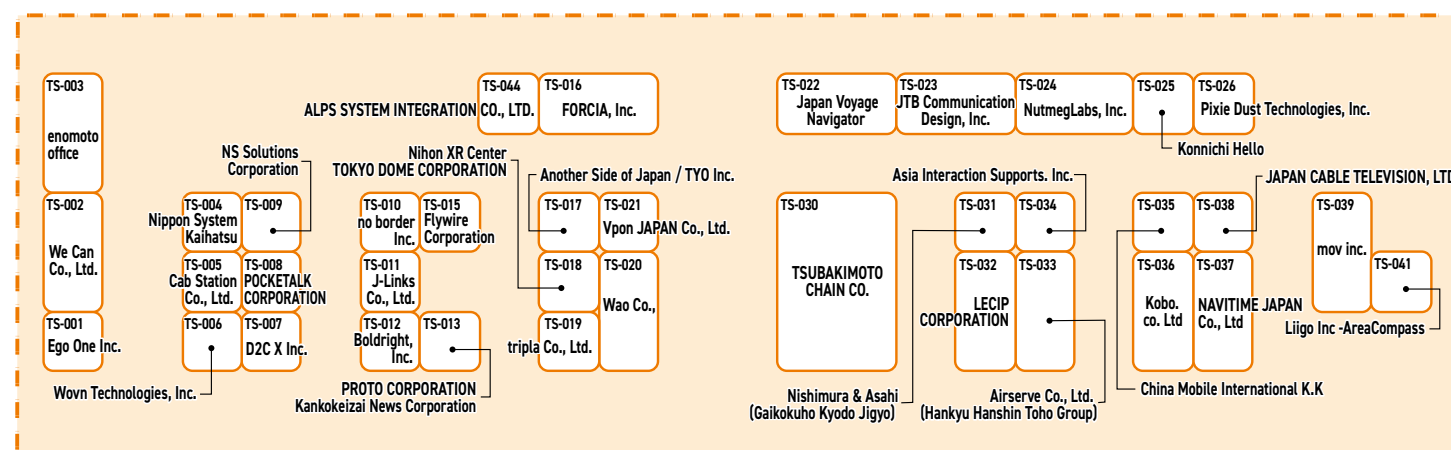 TS-003
enomoto
office
TS-002
We Can
Co., Ltd.
TS-001
Ego One Inc.
NS Solutions
Corporation
TS-004
Nippon System
Kaihatsu
TS-009
TS-005
Cab Station
Co., Ltd.
TS-008
POCKETALK
CORPORATION
TS-006
TS-007
D2C X Inc.
Wovn Technologies, Inc.
TS-044
ALPS SYSTEM INTEGRATION CO., LTD.
TS-016
FORCIA, Inc.
Nihon XR Center
TOKYO DOME CORPORATION
Another Side of Japan / TYO Inc.
TS-010
no border
Inc.
TS-015
Flywire
Corporation
TS-011
J-Links
Co., Ltd.
TS-012
Boldright,
Inc.
TS-013
PROTO CORPORATION
Kankokeizai News Corporation
TS-017
TS-021
Vpon JAPAN Co., Ltd.
TS-018
TS-020
Wao Co.,
TS-019
tripla Co., Ltd.
TS-022
Japan Voyage
Navigator
TS-023
JTB Communication
Design, Inc.
TS-024
NutmegLabs, Inc.
TS-025
TS-026
Pixie Dust Technologies, Inc.
Konnichi Hello
Asia Interaction Supports. Inc.
JAPAN CABLE TELEVISION, LTD
TS-030
TSUBAKIMOTO
CHAIN CO.
TS-031
TS-034
TS-032
LECIP
CORPORATION
TS-033
Nishimura & Asahi
(Gaikokuho Kyodo Jigyo)
Airserve Co., Ltd.
(Hankyu Hanshin Toho Group)
TS-035
TS-038
TS-036
Kobo.
co. Ltd
TS-037
NAVITIME JAPAN
Co., Ltd
China Mobile International K.K
TS-039
mov inc.
TS-041
Liigo Inc -AreaCompass